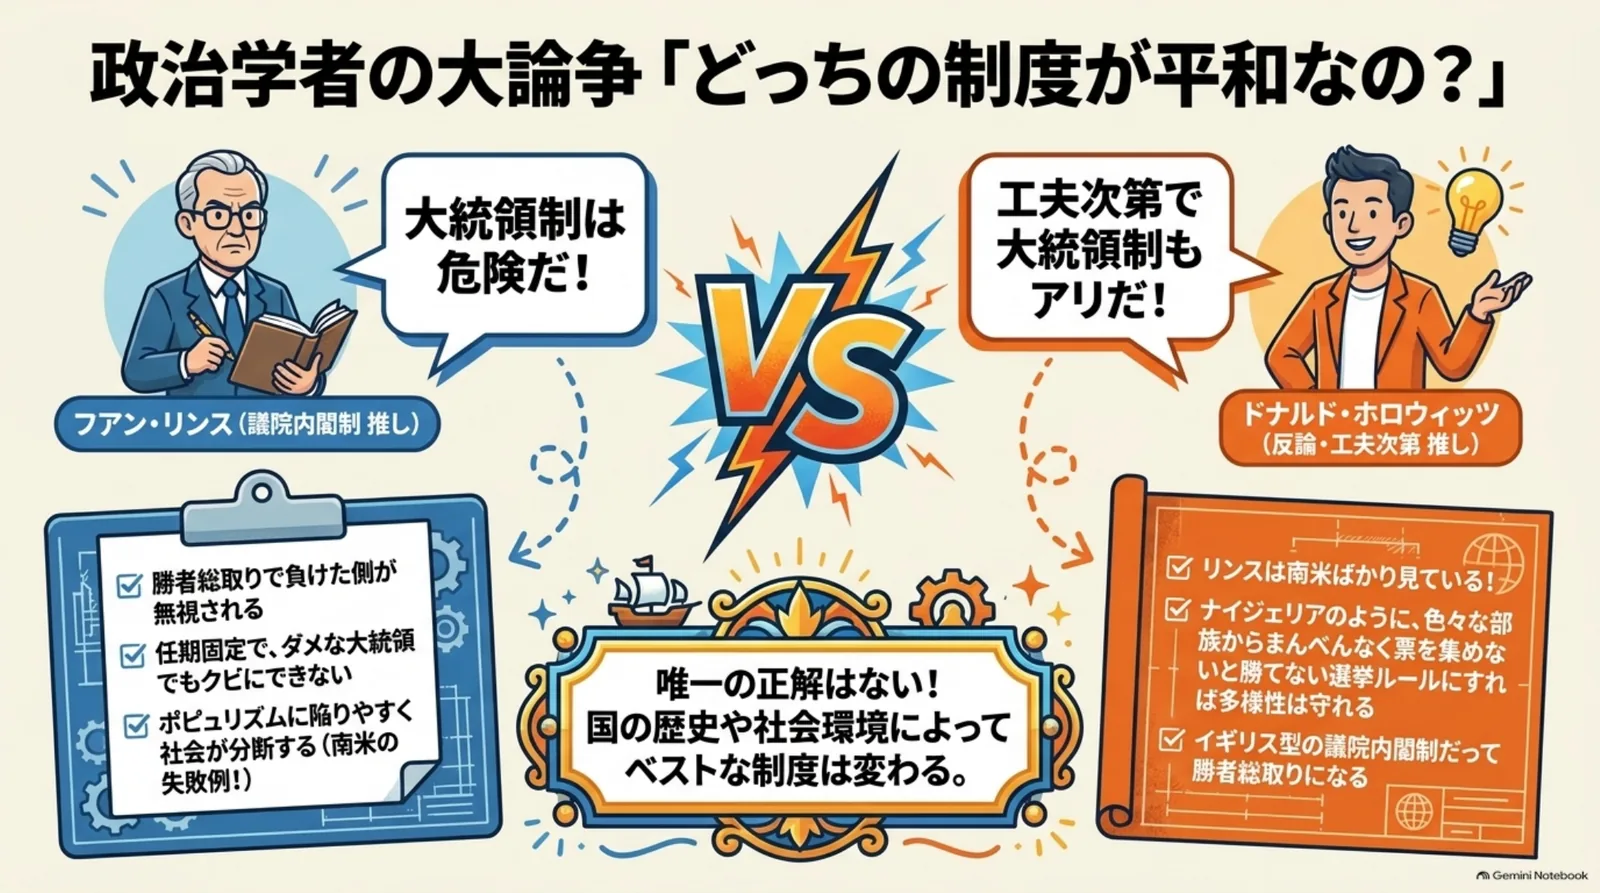 政治学者の大論争「どっちの制度が平和なの？」
大統領制は
危険だ！
VS
工夫次第で
大統領制も
アリだ！
フアン・リンス（議院内閣制 推し）
ドナルド・ホロウィッツ
（反論・工夫次第 推し）
勝者総取りで負けた側が
無視される
任期固定で、ダメな大統領
でもクビにできない
ポピュリズムに陥りやすく
社会が分断する（南米の
失敗例！）
唯一の正解はない！
国の歴史や社会環境によって
ベストな制度は変わる。
リンスは南米ばかり見ている！
ナイジェリアのように、色々な部
族からまんべんなく票を集めな
いと勝てない選挙ルールにすれ
ば多様性は守れる
イギリス型の議院内閣制だって
勝者総取りになる
Gemini Notebook